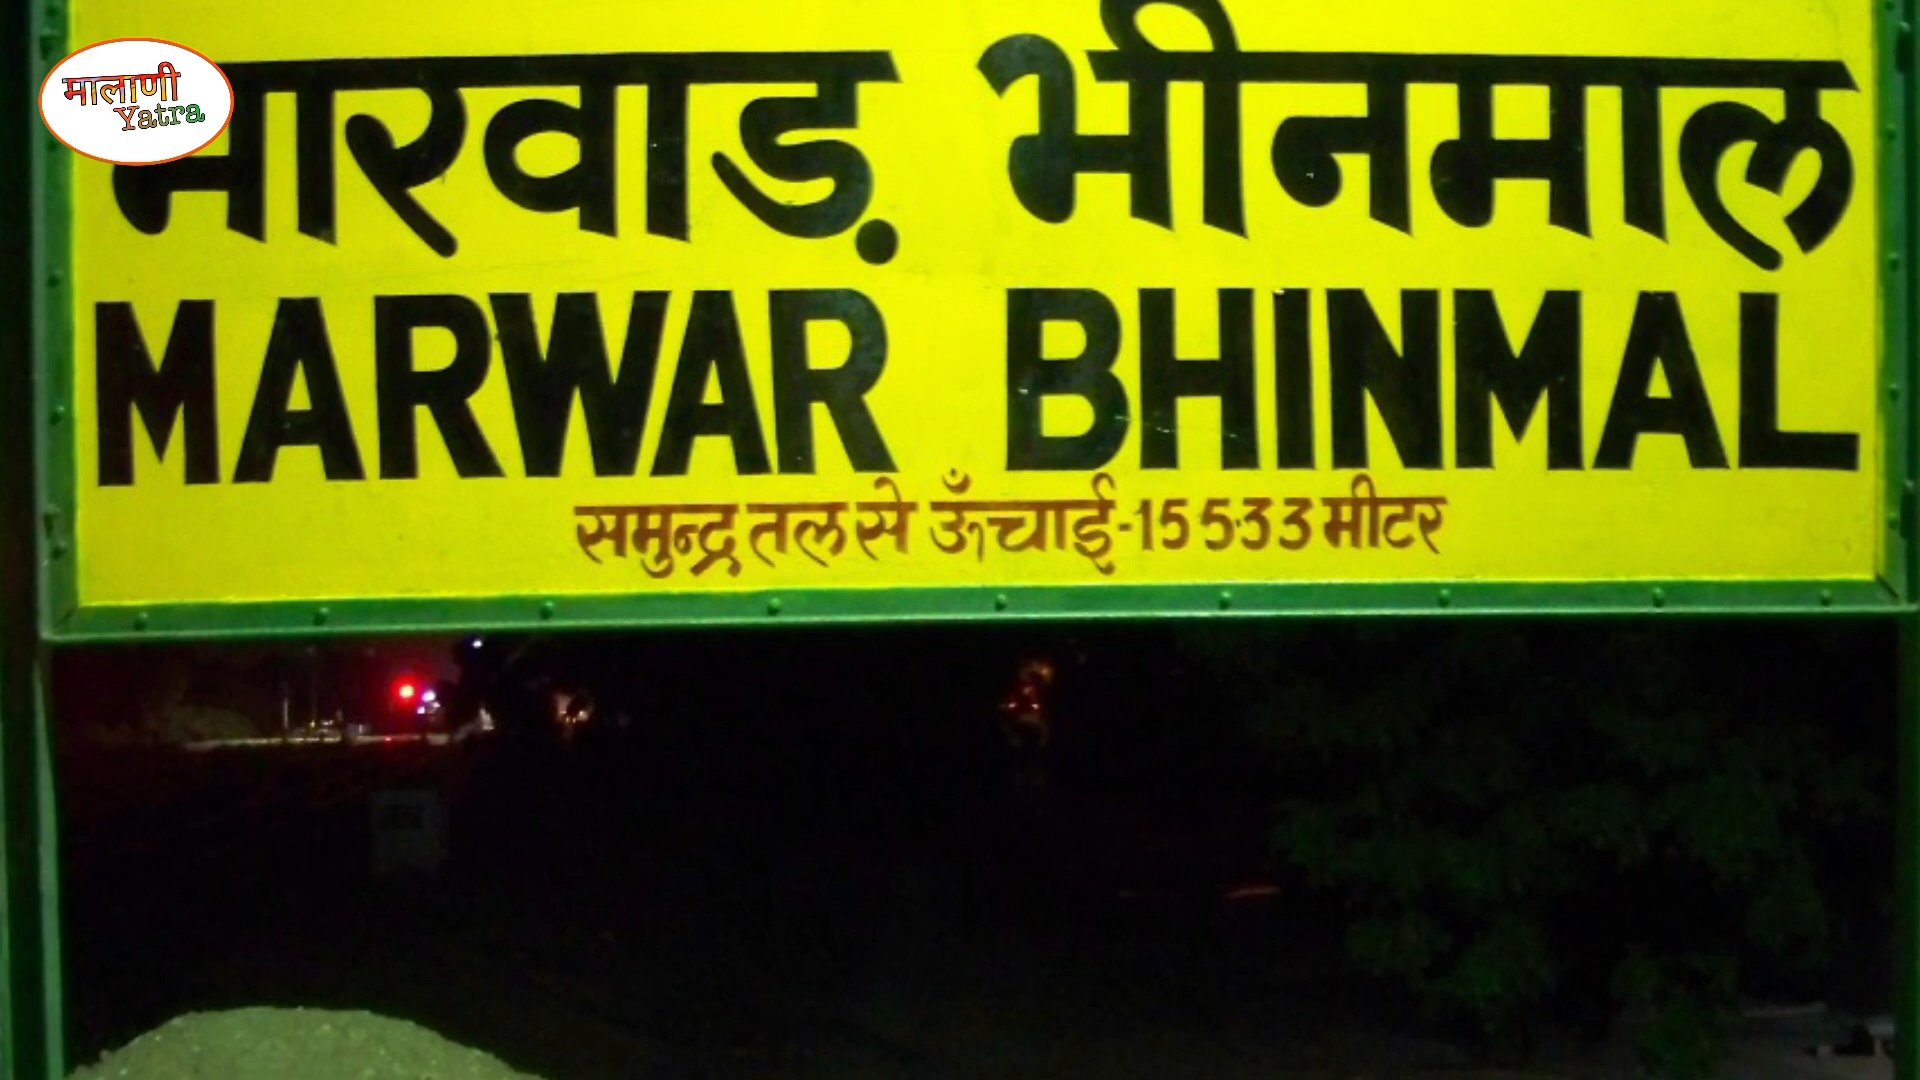 मालाणी
Yatra
मारवाड़ भीनमाल
MARWAR BHINMAL
समुन्द्र तल से ऊँचाई-155.33 मीटर